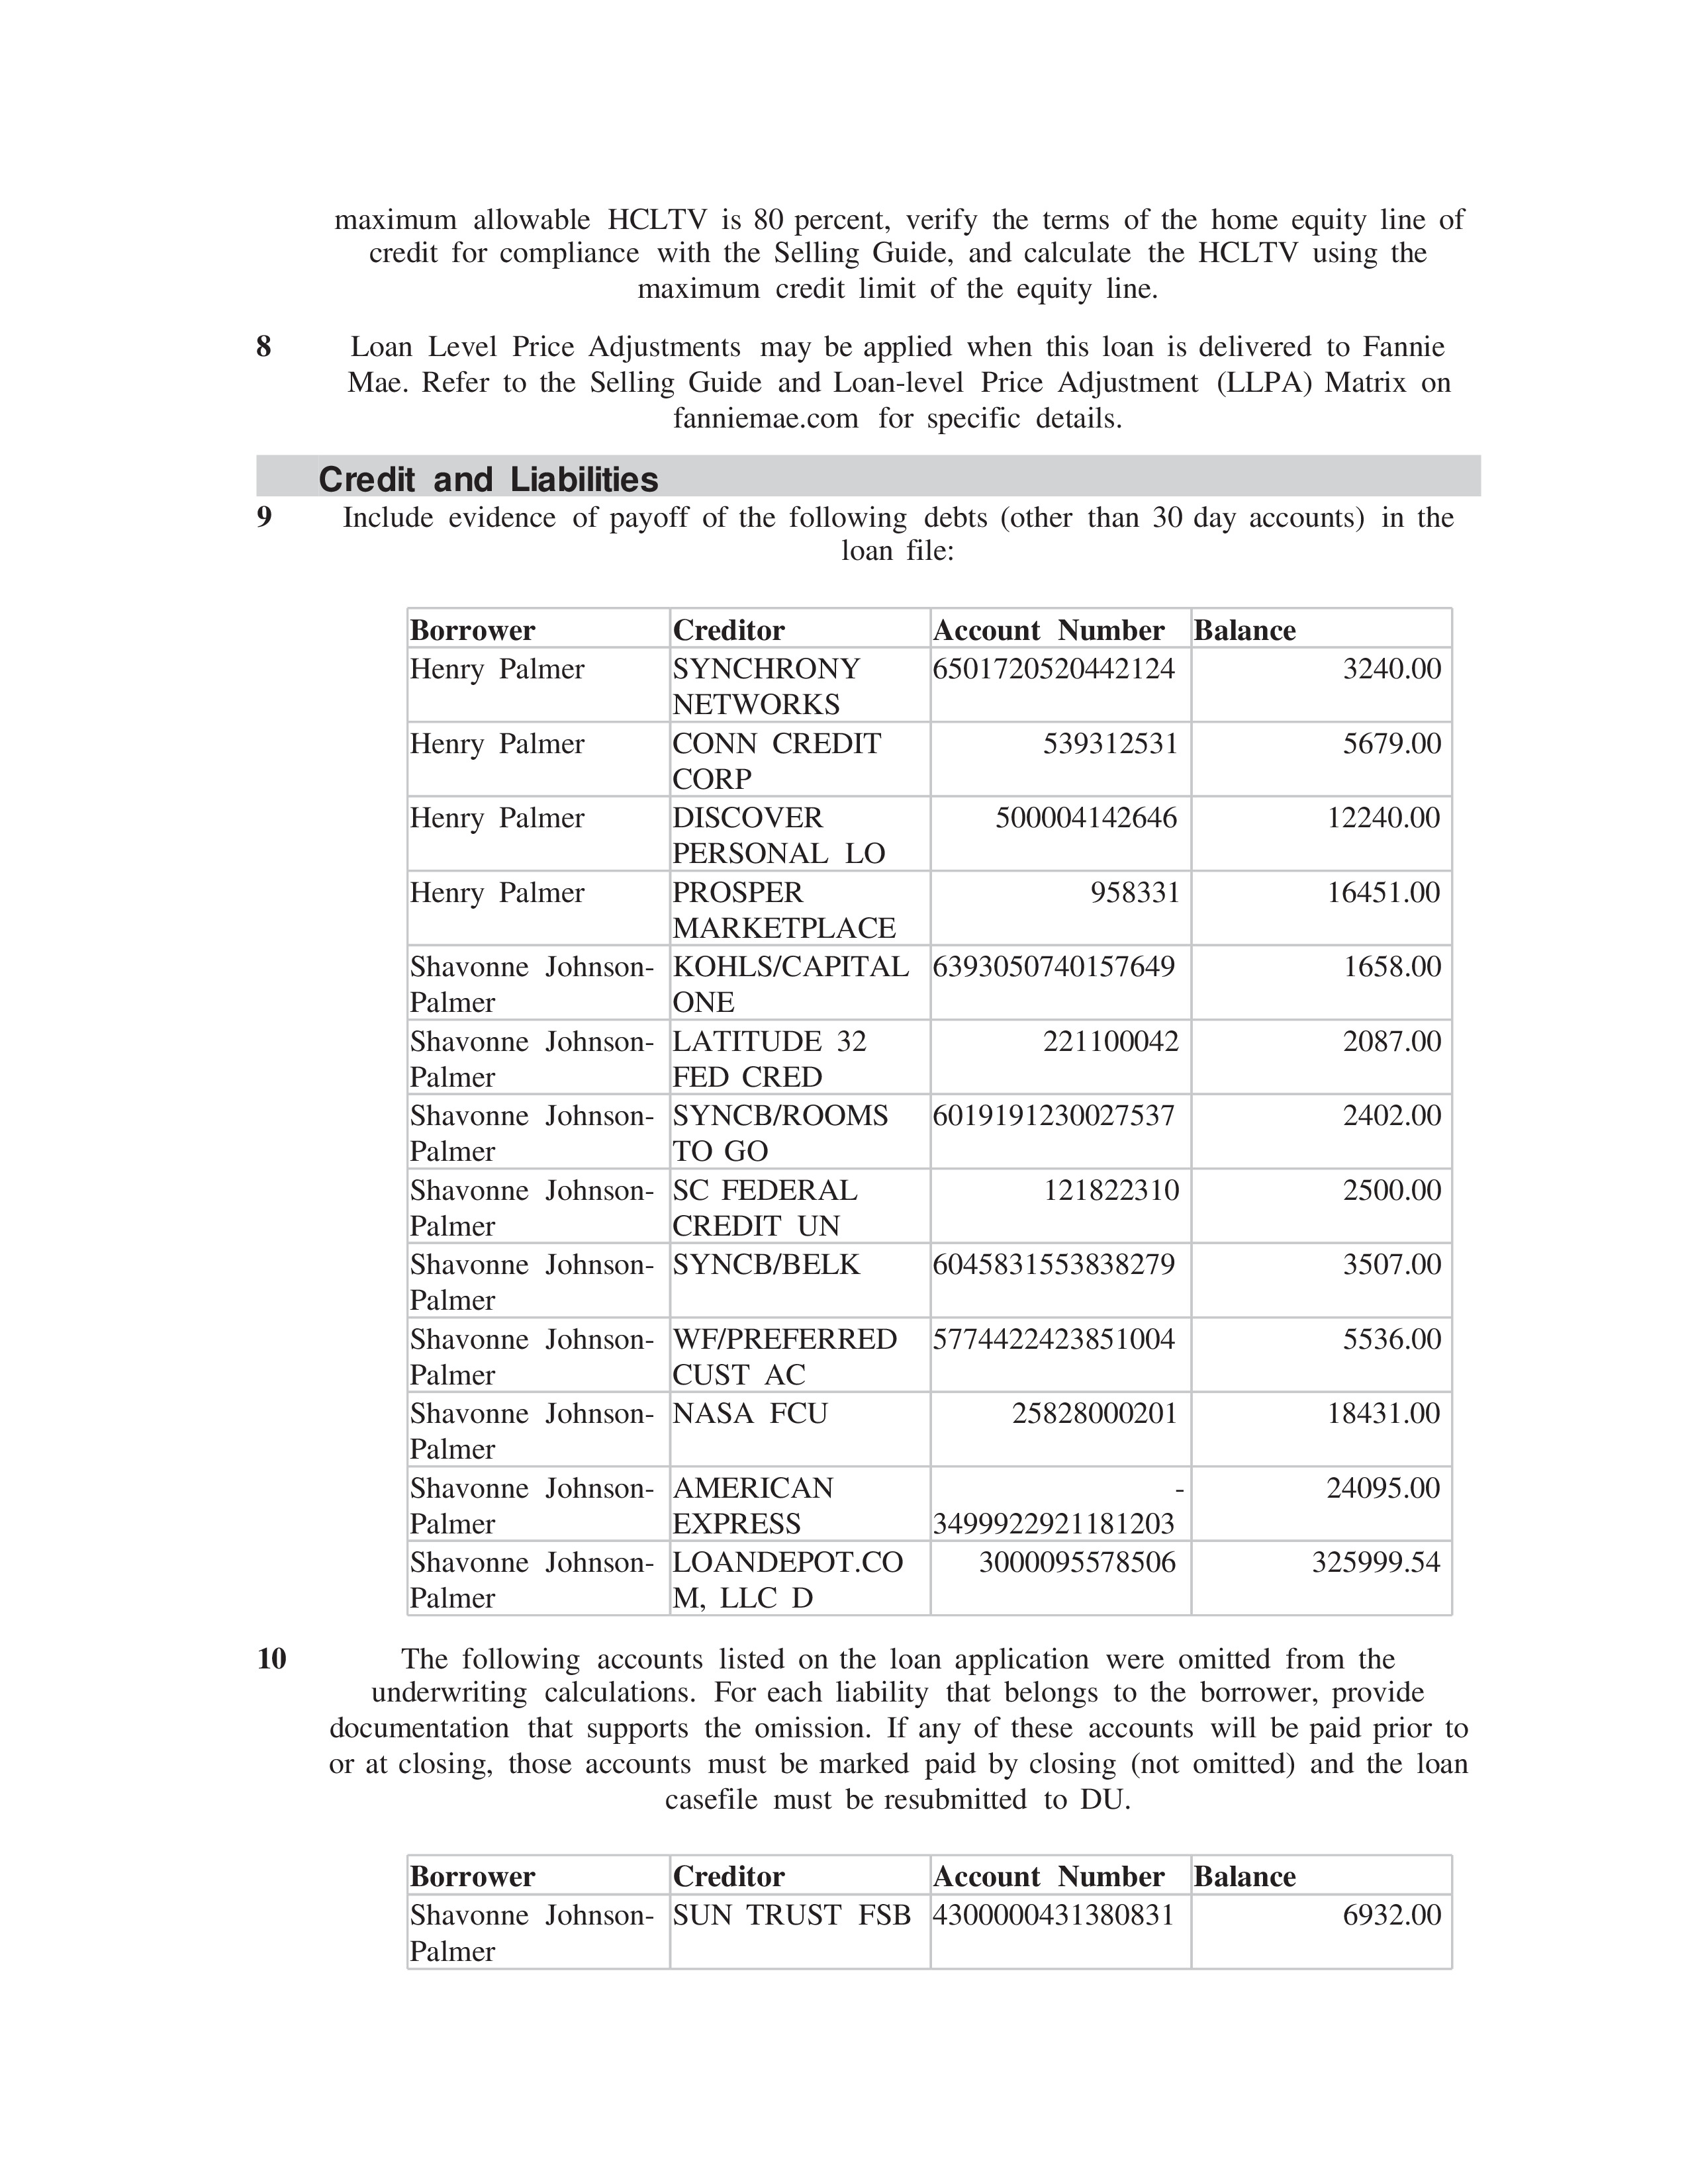 maximum allowable HCLTV is 80 percent, verify the terms of the home equity line of
credit for compliance with the Selling Guide, and calculate the HCLTV using the
maximum credit limit of the equity line.
8 Loan Level Price Adjustments may be applied when this loan is delivered to Fannie
Mae. Refer to the Selling Guide and Loan-level Price Adjustment (LLPA) Matrix on
fanniemae.com for specific details.
Credit and Liabilities
9 Include evidence of payoff of the following debts (other than 30 day accounts) in the
loan file:
Borrower Creditor Account Number Balance
Henry Palmer SYNCHRONY 6501720520442124 3240.00
NETWORKS
Henry Palmer CONN CREDIT 539312531 5679.00
CORP
Henry Palmer DISCOVER 500004142646 12240.00
PERSONAL LO
Henry Palmer PROSPER 958331 16451.00
MARKETPLACE
Shavonne Johnson- KOHLS/CAPITAL 6393050740157649 1658.00
Palmer ONE
Shavonne Johnson- LATITUDE 32 221100042 2087.00
Palmer FED CRED
Shavonne Johnson- SYNCB/ROOMS 6019191230027537 2402.00
Palmer TO GO
Shavonne Johnson- SC FEDERAL 121822310 2500.00
Palmer CREDIT UN
Shavonne Johnson- SYNCB/BELK 6045831553838279 3507.00
Palmer
Shavonne Johnson- WF/PREFERRED 5774422423851004 5536.00
Palmer CUST AC
Shavonne Johnson- NASA FCU 25828000201 18431.00
Palmer
Shavonne Johnson- AMERICAN - 24095.00
Palmer EXPRESS 3499922921181203
Shavonne Johnson- LOANDEPOT.CO 3000095578506 325999.54
Palmer M, LLC D
10 The following accounts listed on the loan application were omitted from the
underwriting calculations. For each liability that belongs to the borrower, provide
documentation that supports the omission. If any of these accounts will be paid prior to
or at closing, those accounts must be marked paid by closing (not omitted) and the loan
casefile must be resubmitted to DU.
Borrower Creditor Account Number Balance
Shavonne Johnson- SUN TRUST FSB 4300000431380831 6932.00
Palmer